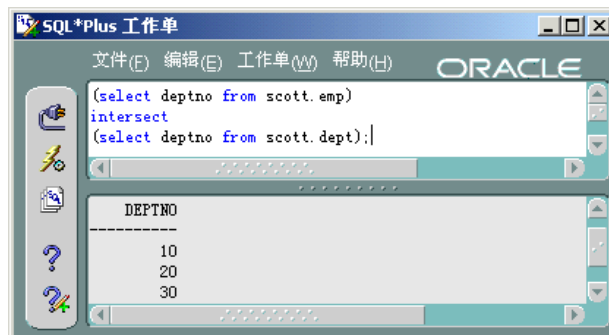 SQL*Plus 工作单
文件(F) 编辑(E) 工作单(W) 帮助(H) ORACLE
(select deptno from scott.emp)
intersect
(select deptno from scott.dept);
DEPTNO
----------
10
20
30